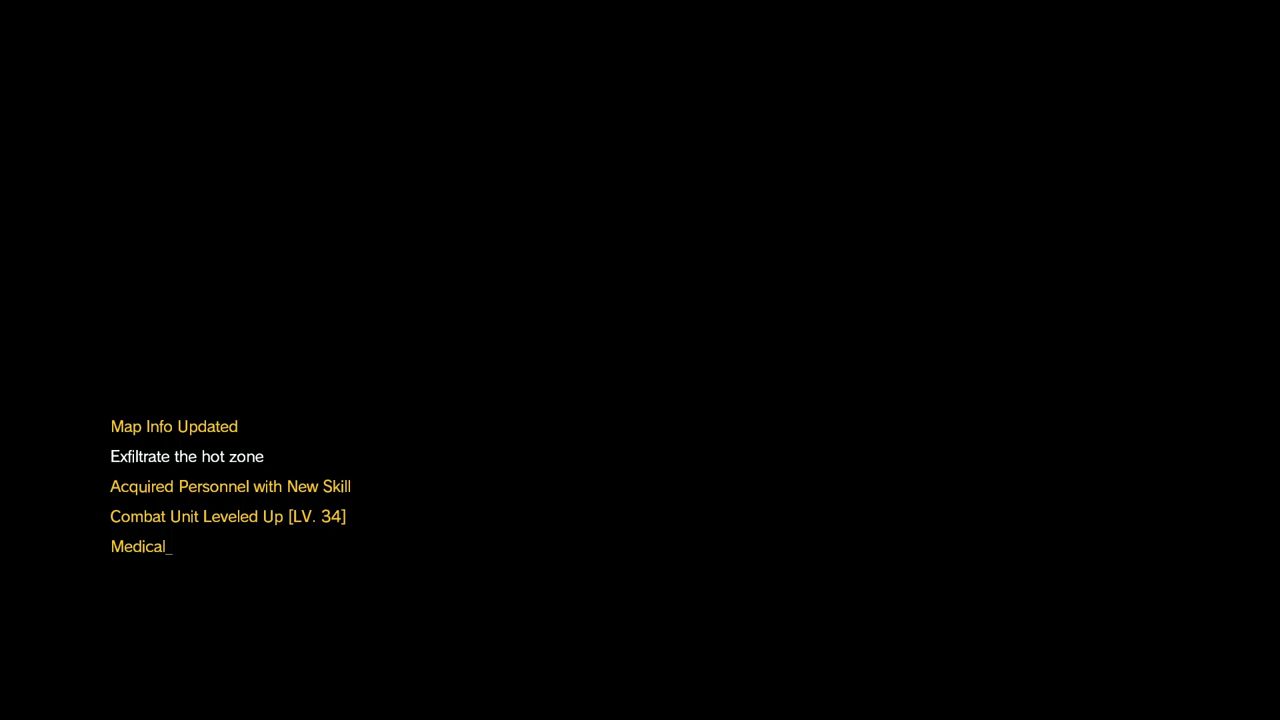 Map Info Updated
Exfiltrate the hot zone
Acquired Personnel with New Skill
Combat Unit Leveled Up [LV. 34]
Medical_